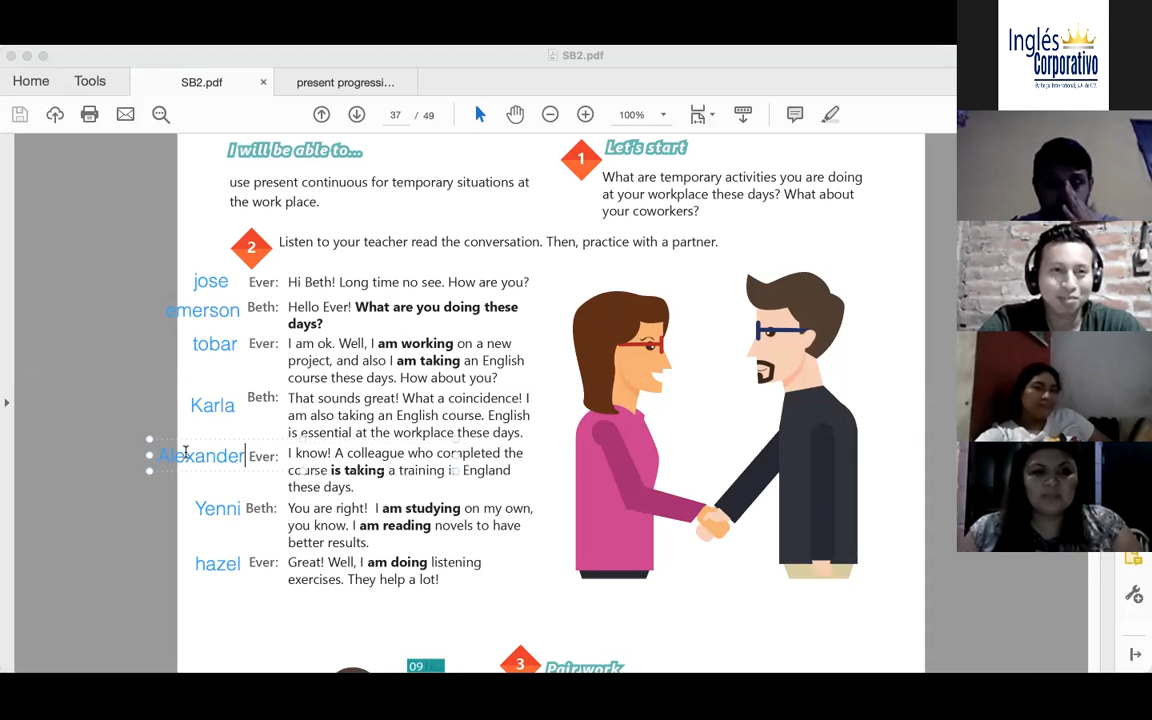 SB2.pdf
Home
Tools
SB2.pdf
×
present progressi...
37 / 49
100%
Inglés
Corporativo
I will be able to...
use present continuous for temporary situations at
the work place.
1
Let's start
What are temporary activities you are doing
at your workplace these days? What about
your coworkers?
2
Listen to your teacher read the conversation. Then, practice with a partner.
jose Ever: Hi Beth! Long time no see. How are you?
emerson Beth: Hello Ever! What are you doing these
days?
tobar Ever: I am ok. Well, I am working on a new
project, and also I am taking an English
course these days. How about you?
Karla Beth: That sounds great! What a coincidence! I
am also taking an English course. English
is essential at the workplace these days.
Alexander Ever: I know! A colleague who completed the
course is taking a training in England
these days.
Yenni Beth: You are right! I am studying on my own,
you know. I am reading novels to have
better results.
hazel Ever: Great! Well, I am doing listening
exercises. They help a lot!
09
3
Pair work